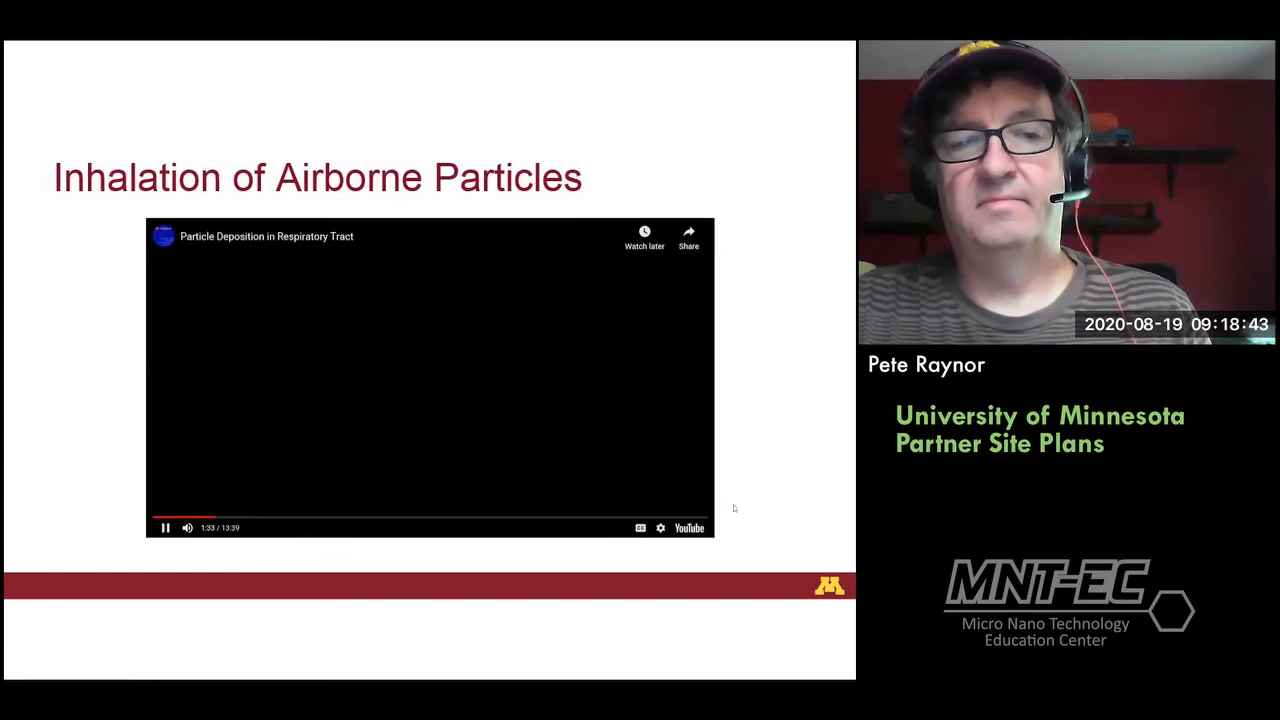 Inhalation of Airborne Particles
Particle Deposition in Respiratory Tract
Watch later
Share
1:33 / 13:39
CC
YouTube
M
2020-08-19 09:18:43
Pete Raynor
University of Minnesota
Partner Site Plans
MNT-EC
Micro Nano Technology
Education Center